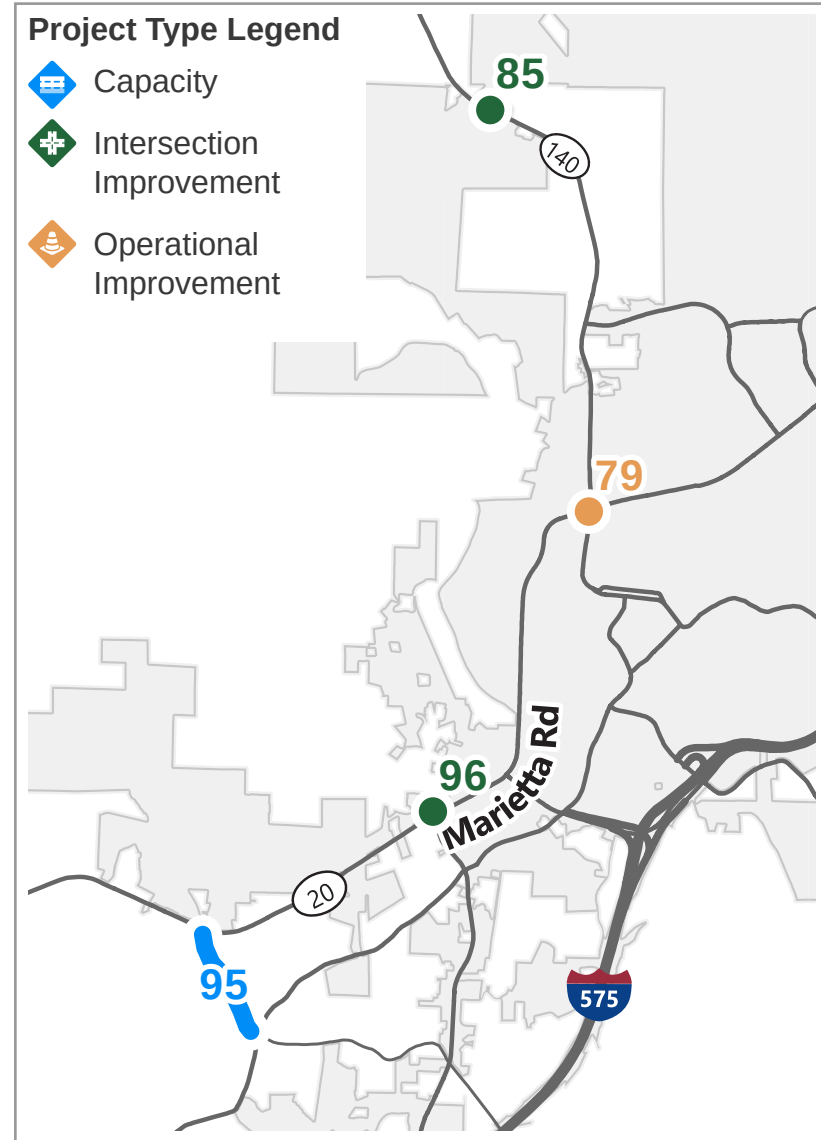 Project Type Legend
Capacity
Intersection
Improvement
Operational
Improvement
85
140
79
96
Marietta Rd
20
95
575